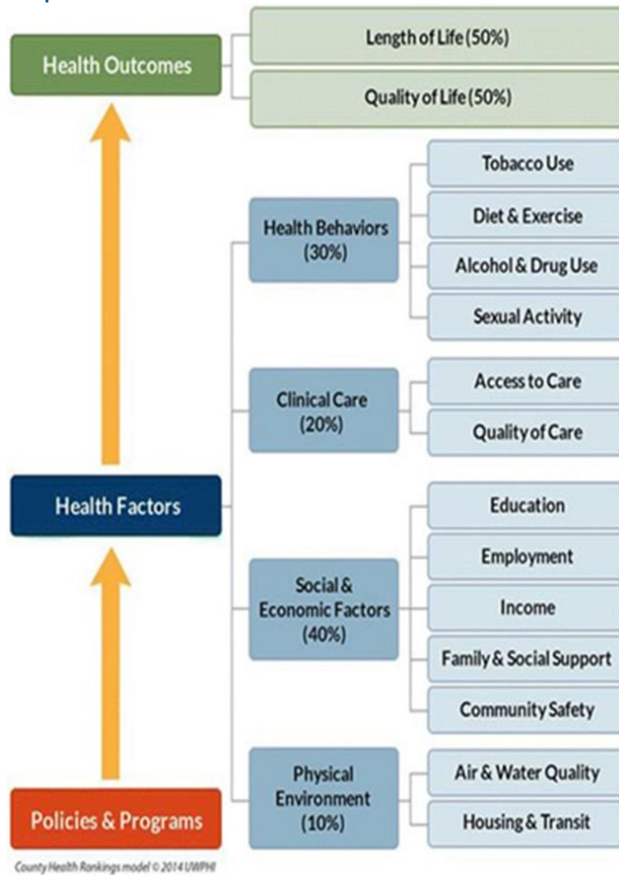 Health Outcomes
Length of Life (50%)
Quality of Life (50%)
Health Behaviors
(30%)
Tobacco Use
Diet & Exercise
Alcohol & Drug Use
Sexual Activity
Clinical Care
(20%)
Access to Care
Quality of Care
Health Factors
Social &
Economic Factors
(40%)
Education
Employment
Income
Family & Social Support
Community Safety
Physical
Environment
(10%)
Air & Water Quality
Housing & Transit
Policies & Programs
County Health Rankings model © 2014 UWPHI